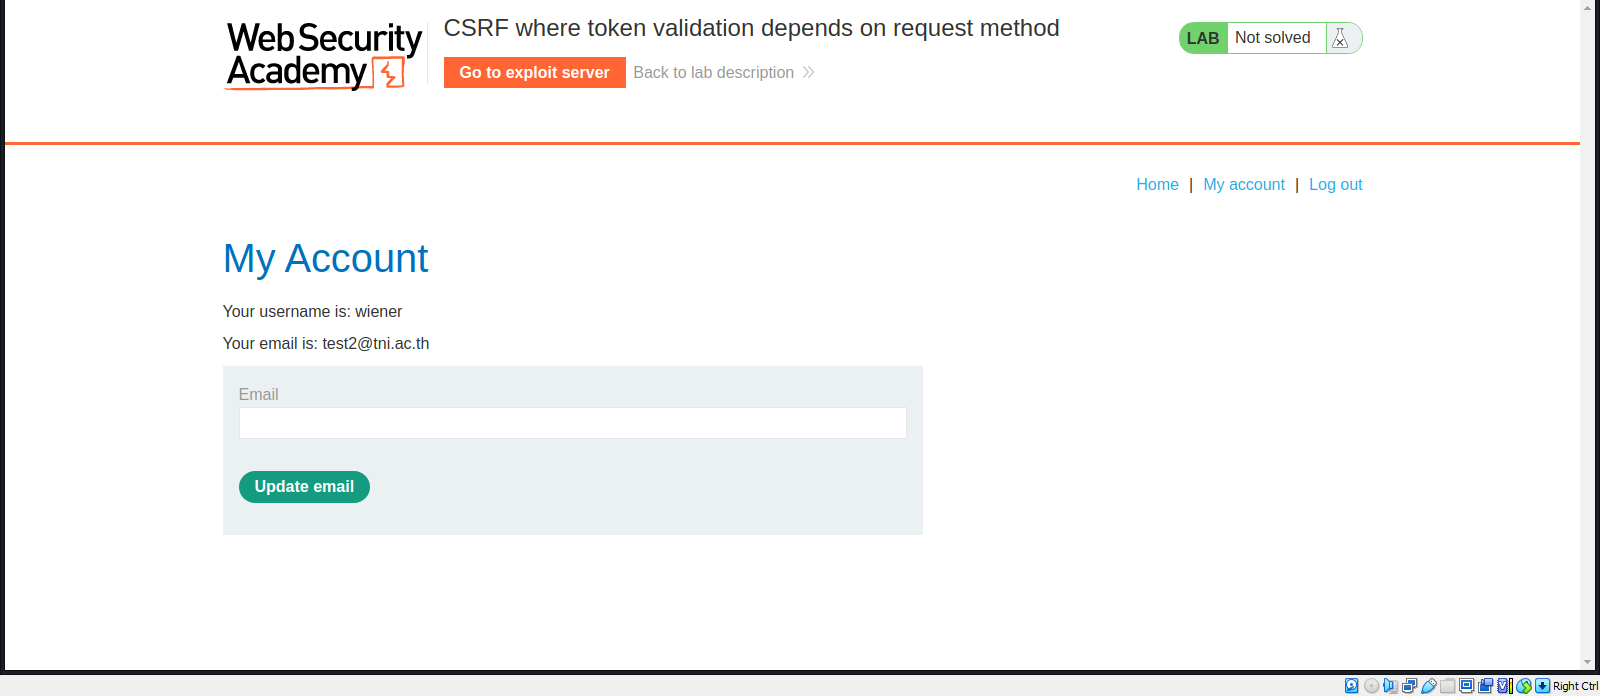 Web Security
Academy
CSRF where token validation depends on request method
Go to exploit server
Back to lab description
LAB
Not solved
Home | My account | Log out
My Account
Your username is: wiener
Your email is: test2@tni.ac.th
Email
Update email
Right Ctrl